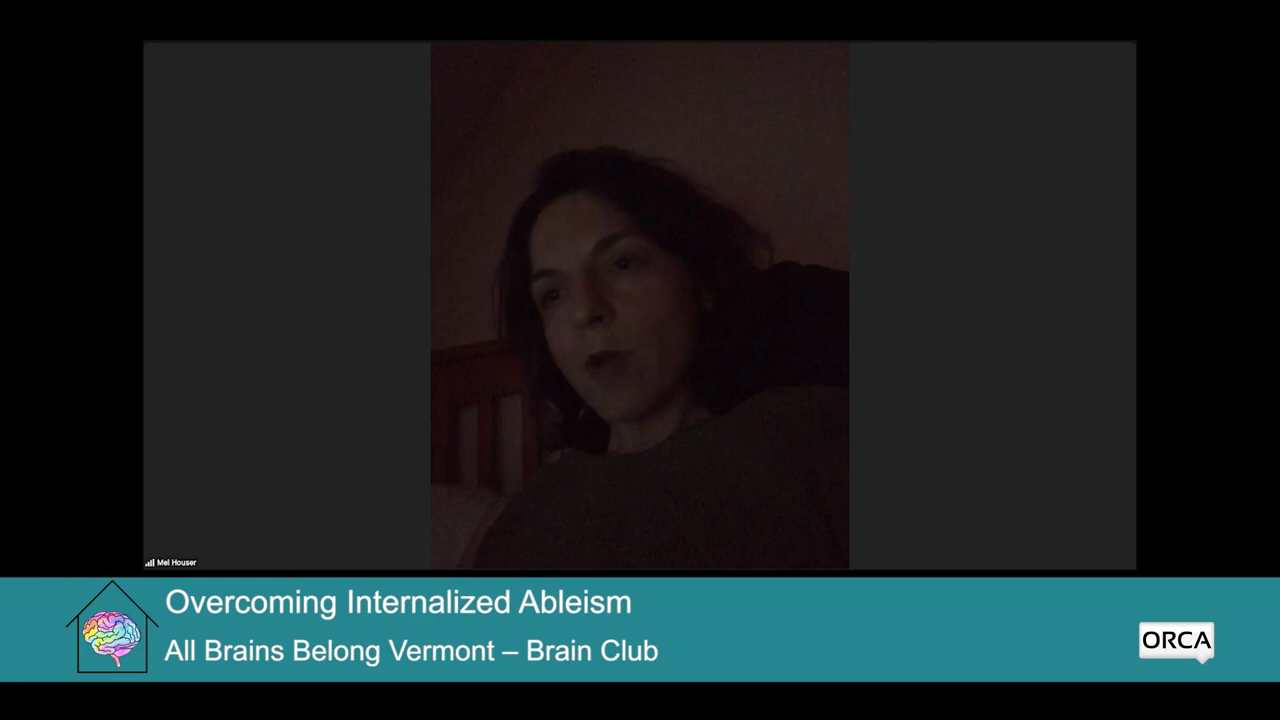 Mel Houser
Overcoming Internalized Ableism
All Brains Belong Vermont – Brain Club
ORCA